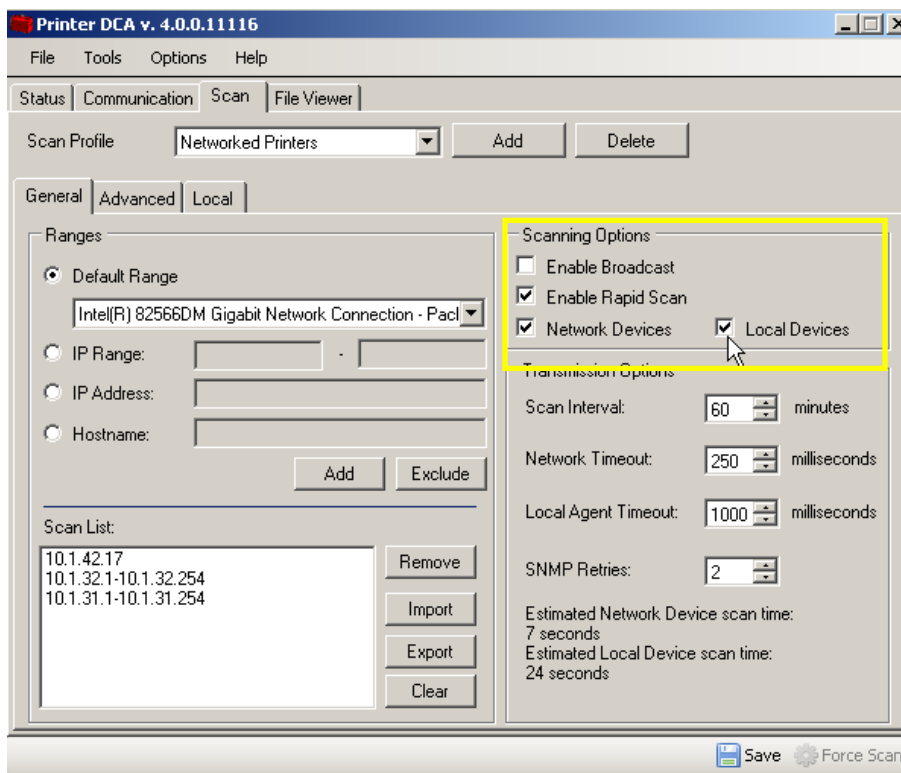 Printer DCA v. 4.0.0.11116
File Tools Options Help
Status Communication Scan File Viewer
Scan Profile Networked Printers Add Delete
General Advanced Local
Ranges
Default Range
Intel(R) 82566DM Gigabit Network Connection - Pacl
IP Range: -
IP Address:
Hostname:
Add Exclude
Scan List:
10.1.42.17
10.1.32.1-10.1.32.254
10.1.31.1-10.1.31.254
Remove
Import
Export
Clear
Scanning Options
Enable Broadcast
Enable Rapid Scan
Network Devices Local Devices
Transmission Options
Scan Interval: 60 minutes
Network Timeout: 250 milliseconds
Local Agent Timeout: 1000 milliseconds
SNMP Retries: 2
Estimated Network Device scan time:
7 seconds
Estimated Local Device scan time:
24 seconds
Save Force Scan